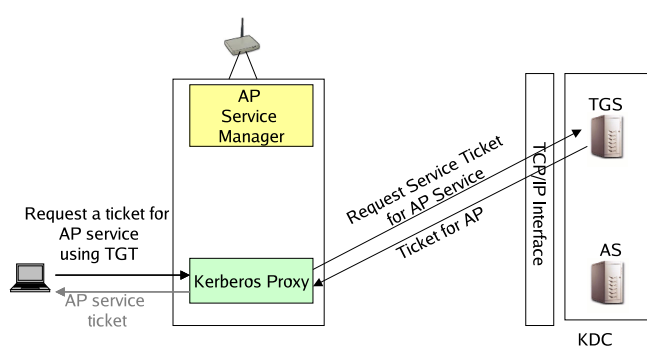 AP
Service
Manager
TGS
Request Service Ticket
for AP Service
TCP/IP Interface
Ticket for AP
Request a ticket for
AP service
using TGT
Kerberos Proxy
AP service
ticket
AS
KDC